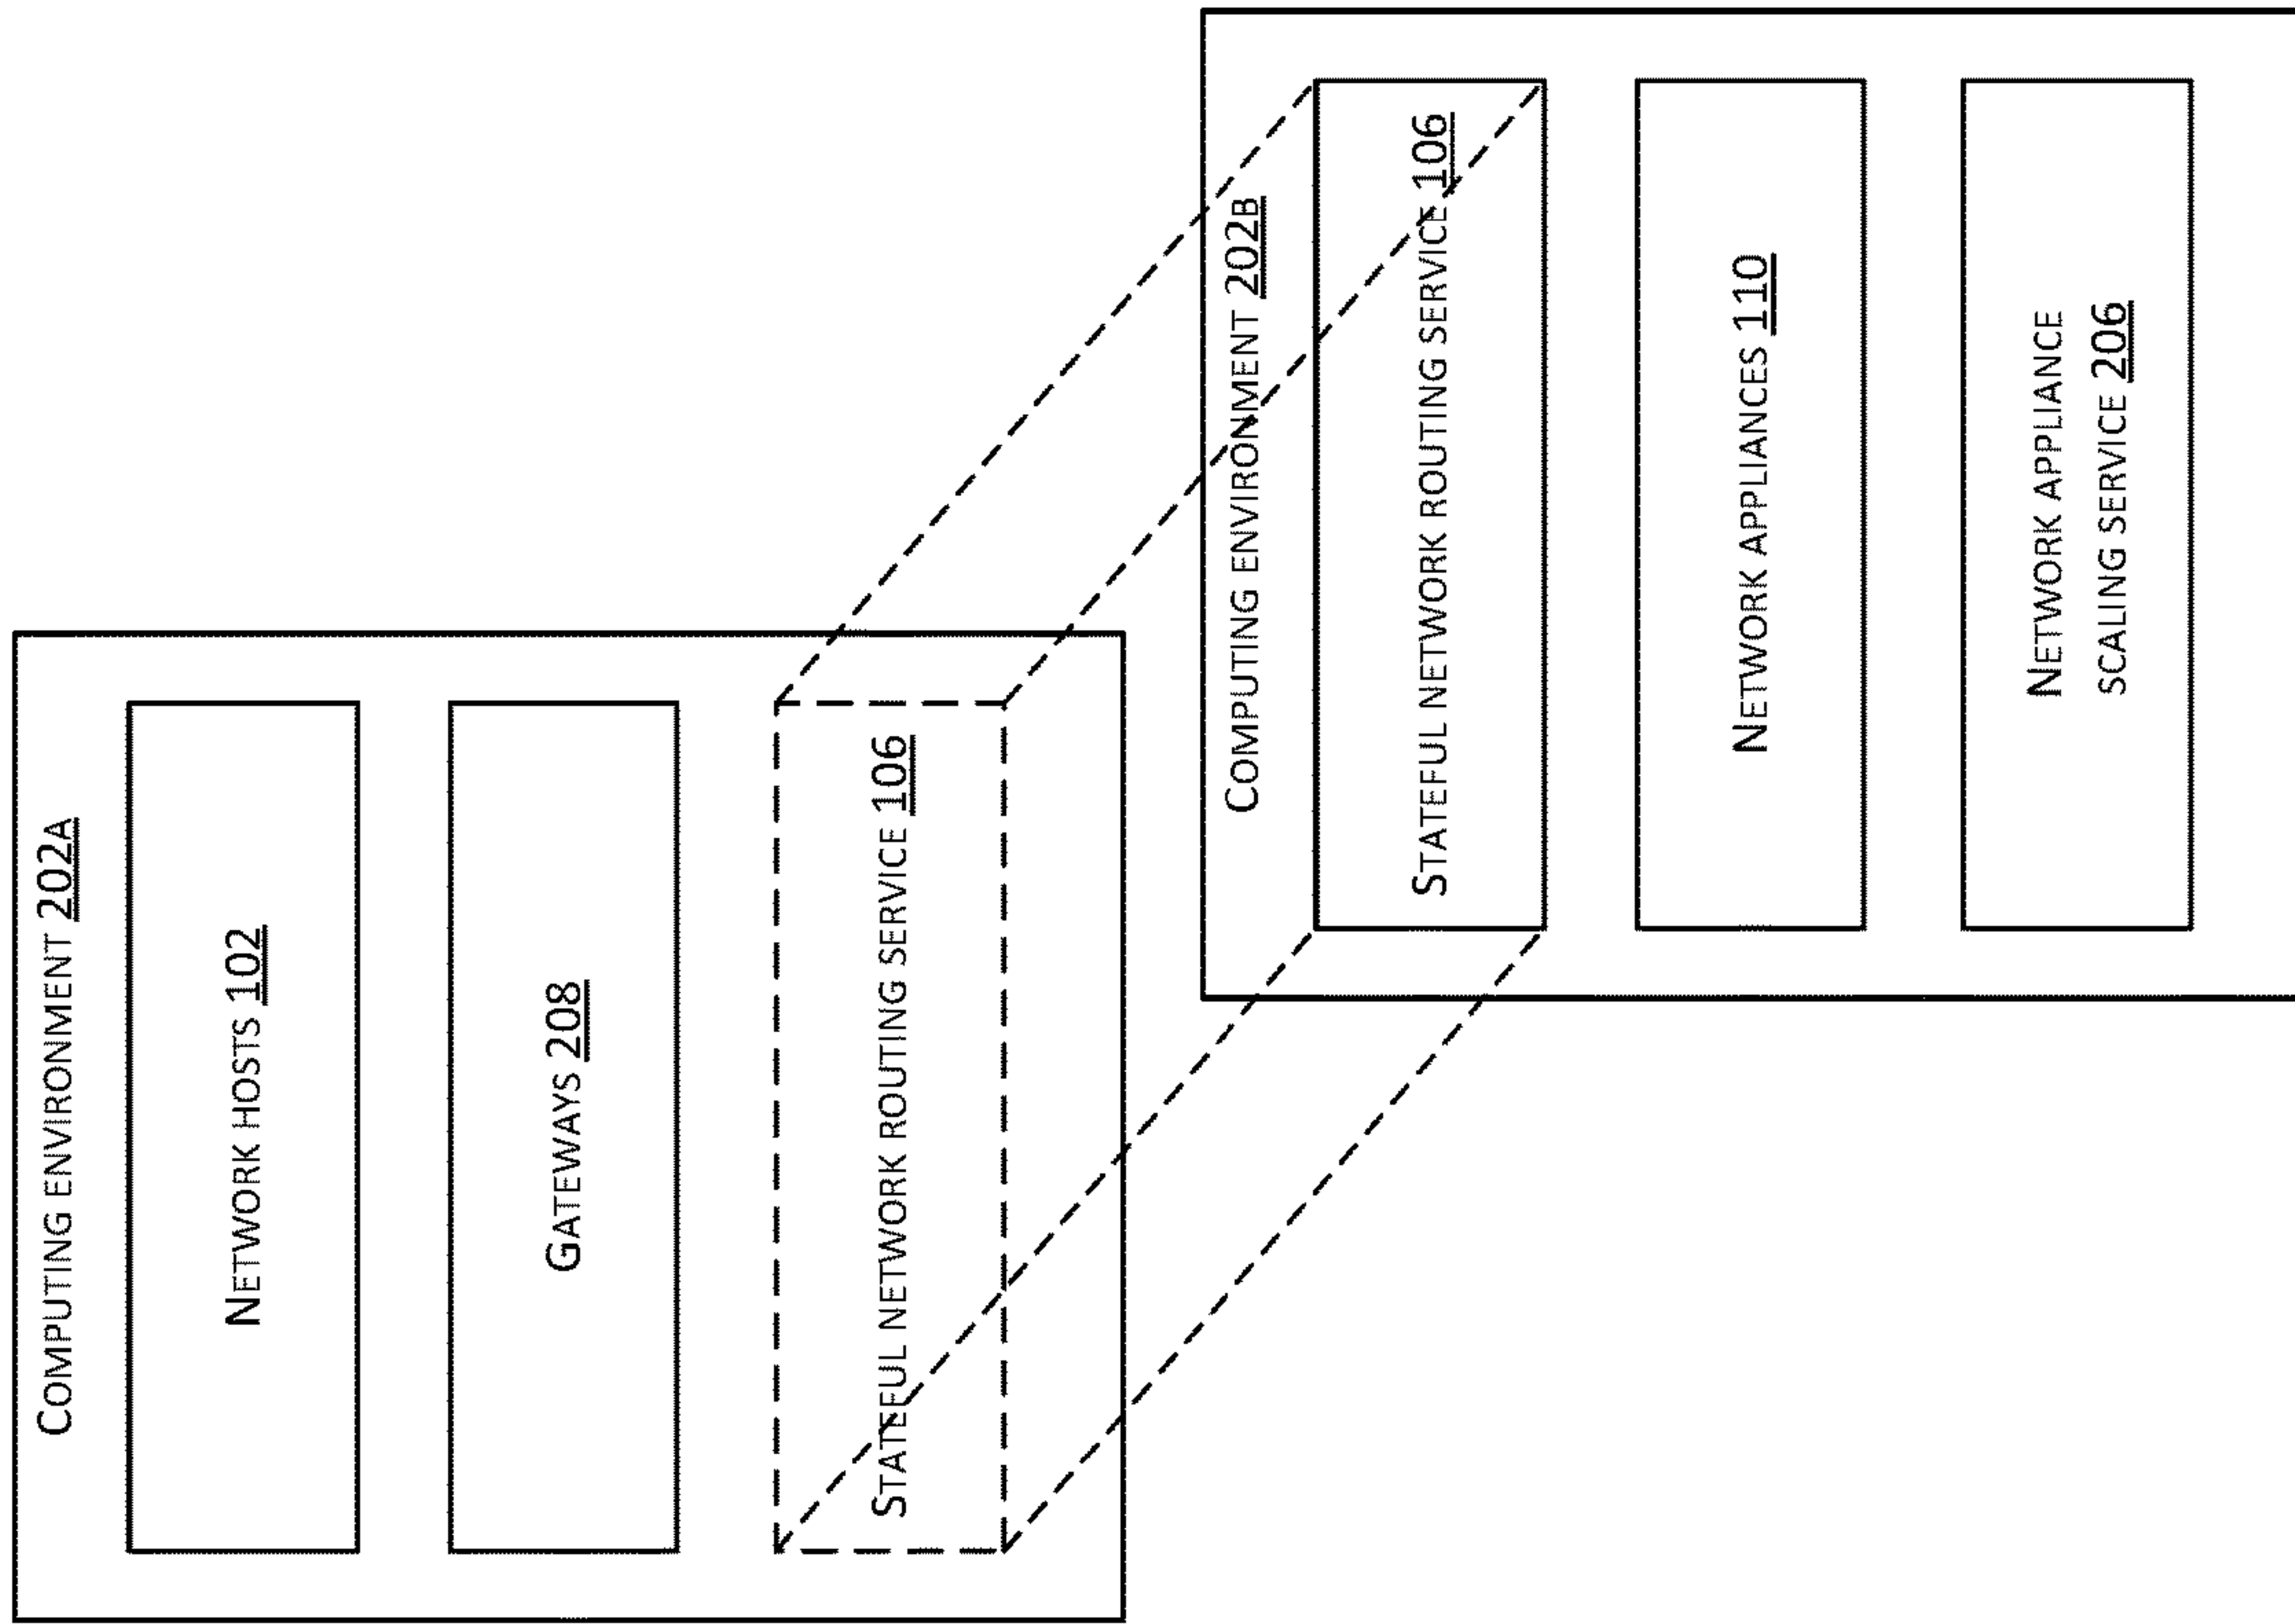 COMPUTING ENVIRONMENT 202A
NETWORK HOSTS 102
GATEWAYS 208
STATEFUL NETWORK ROUTING SERVICE 106
COMPUTING ENVIRONMENT 202B
STATEFUL NETWORK ROUTING SERVICE 106
NETWORK APPLIANCES 110
NETWORK APPLIANCE
SCALING SERVICE 206